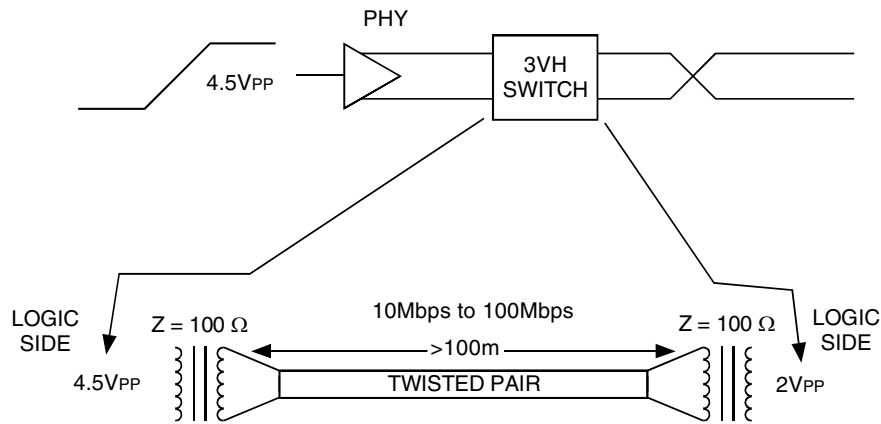 PHY
4.5VPP
3VH
SWITCH
10Mbps to 100Mbps
LOGIC
SIDE
Z = 100 Ω
Z = 100 Ω
LOGIC
SIDE
>100m
4.5VPP
TWISTED PAIR
2VPP